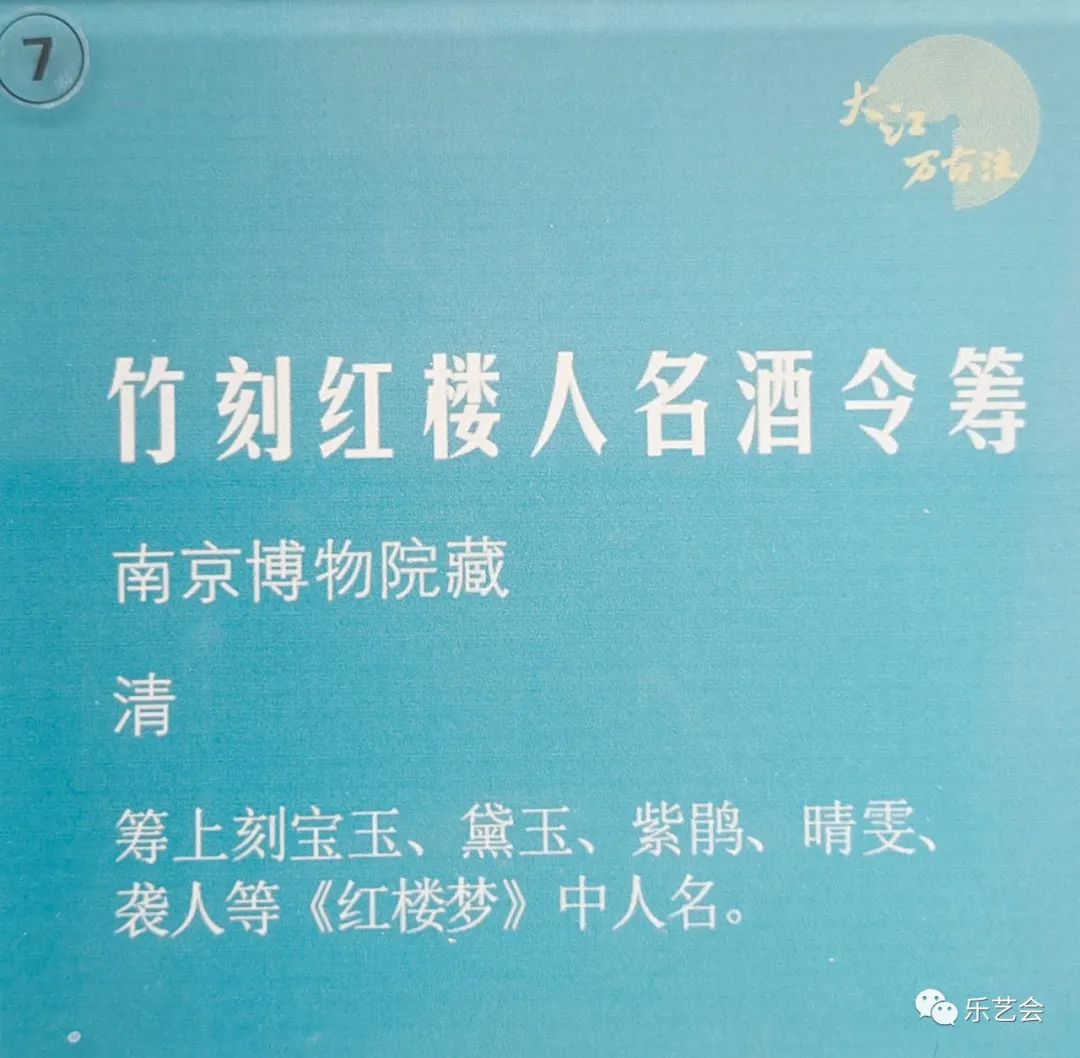 7
大江
万古流
竹刻红楼人名酒令筹
南京博物院藏
清
筹上刻宝玉、黛玉、紫鹃、晴雯、
袭人等《红楼梦》中人名。
乐艺会